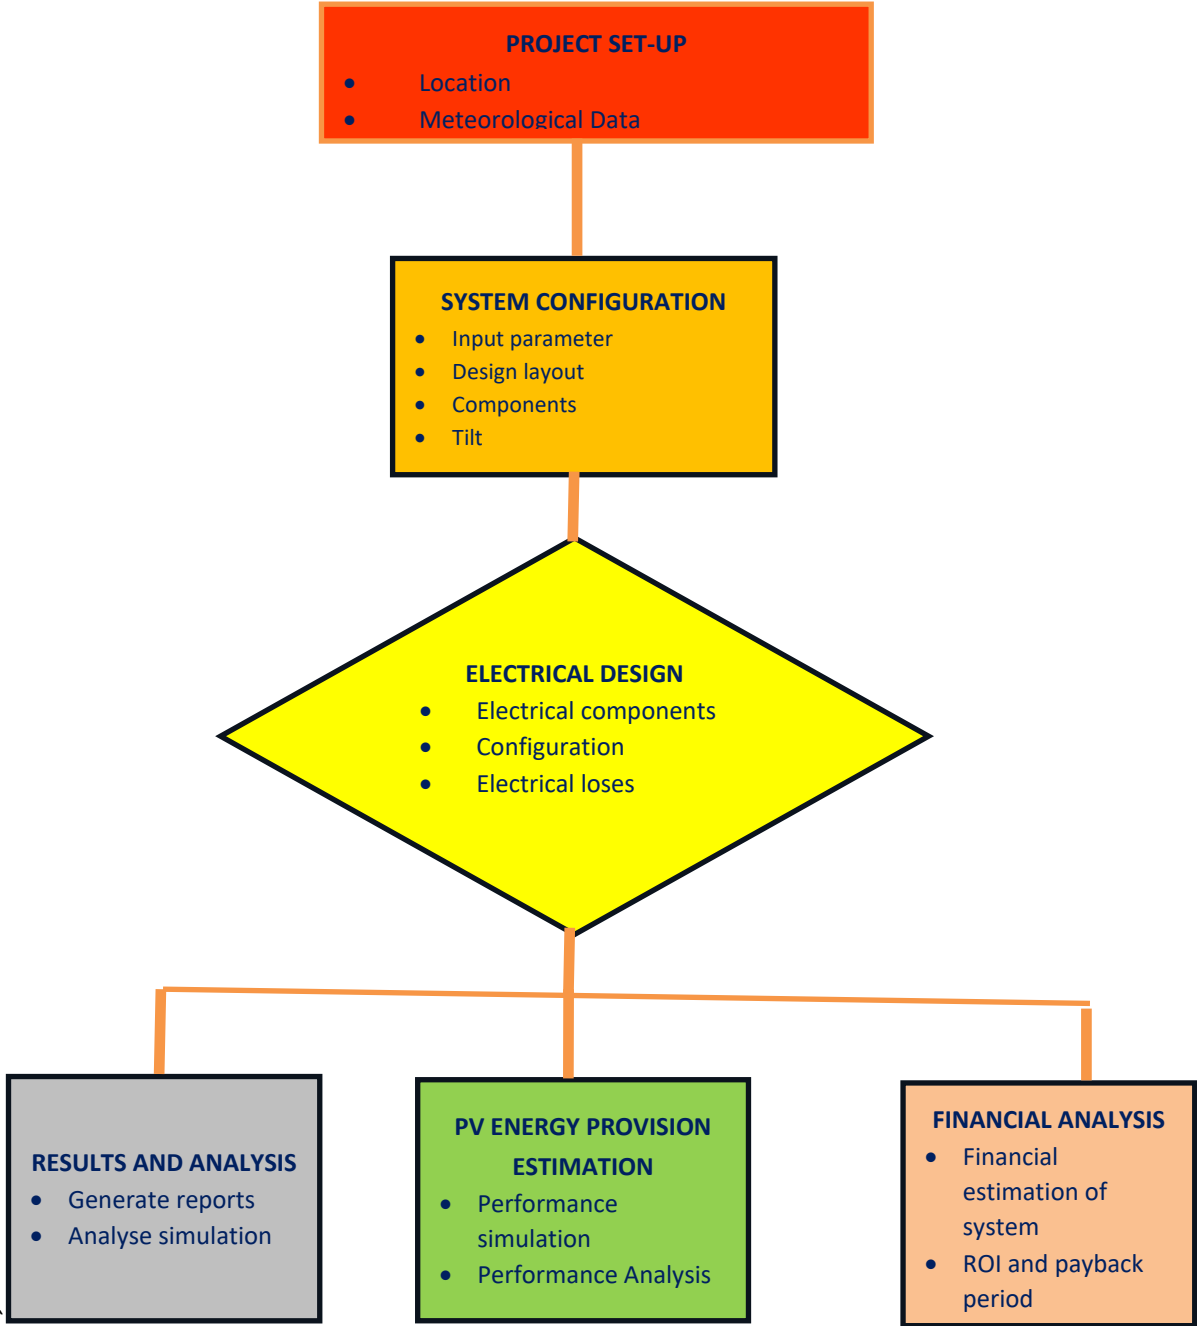 PROJECT SET-UP
• Location
• Meteorological Data
SYSTEM CONFIGURATION
• Input parameter
• Design layout
• Components
• Tilt
ELECTRICAL DESIGN
• Electrical components
• Configuration
• Electrical loses
RESULTS AND ANALYSIS
• Generate reports
• Analyse simulation
PV ENERGY PROVISION
ESTIMATION
• Performance
simulation
• Performance Analysis
FINANCIAL ANALYSIS
• Financial
estimation of
system
• ROI and payback
period